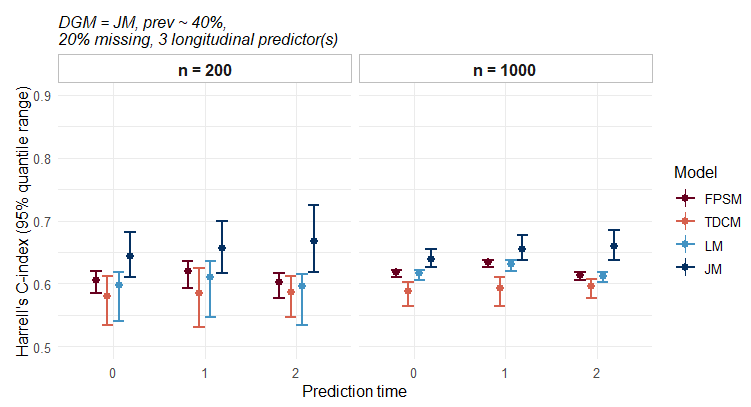 DGM = JM, prev ~ 40%,
20% missing, 3 longitudinal predictor(s)
n = 200
n = 1000
Harrell's C-index (95% quantile range)
0.9
0.8
0.7
0.6
0.5
0
1
2
0
1
2
Prediction time
Model
FPSM
TDCM
LM
JM